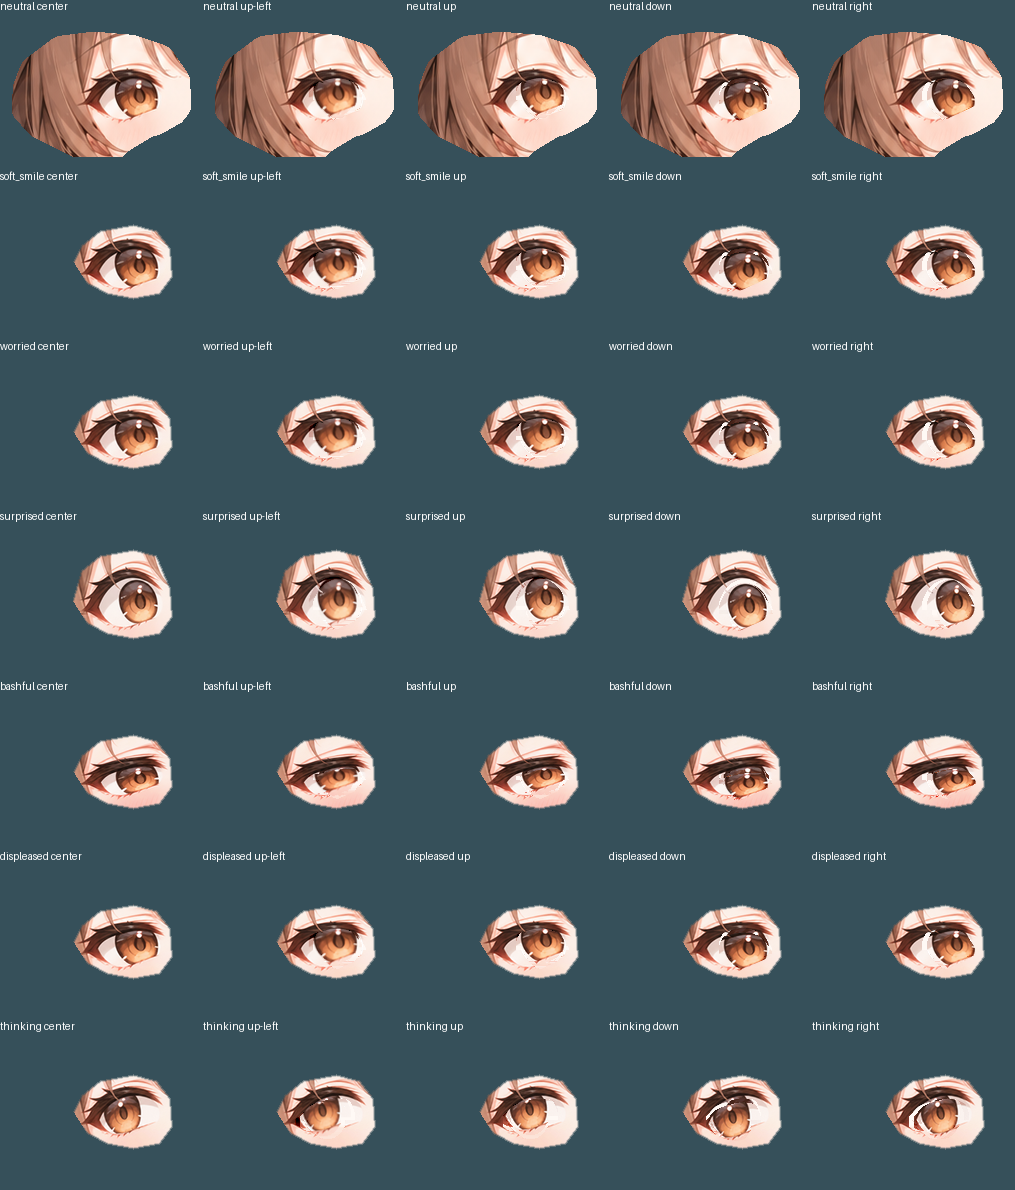 neutral center neutral up-left neutral up neutral down neutral right
soft_smile center soft_smile up-left soft_smile up soft_smile down soft_smile right
worried center worried up-left worried up worried down worried right
surprised center surprised up-left surprised up surprised down surprised right
bashful center bashful up-left bashful up bashful down bashful right
displeased center displeased up-left displeased up displeased down displeased right
thinking center thinking up-left thinking up thinking down thinking right